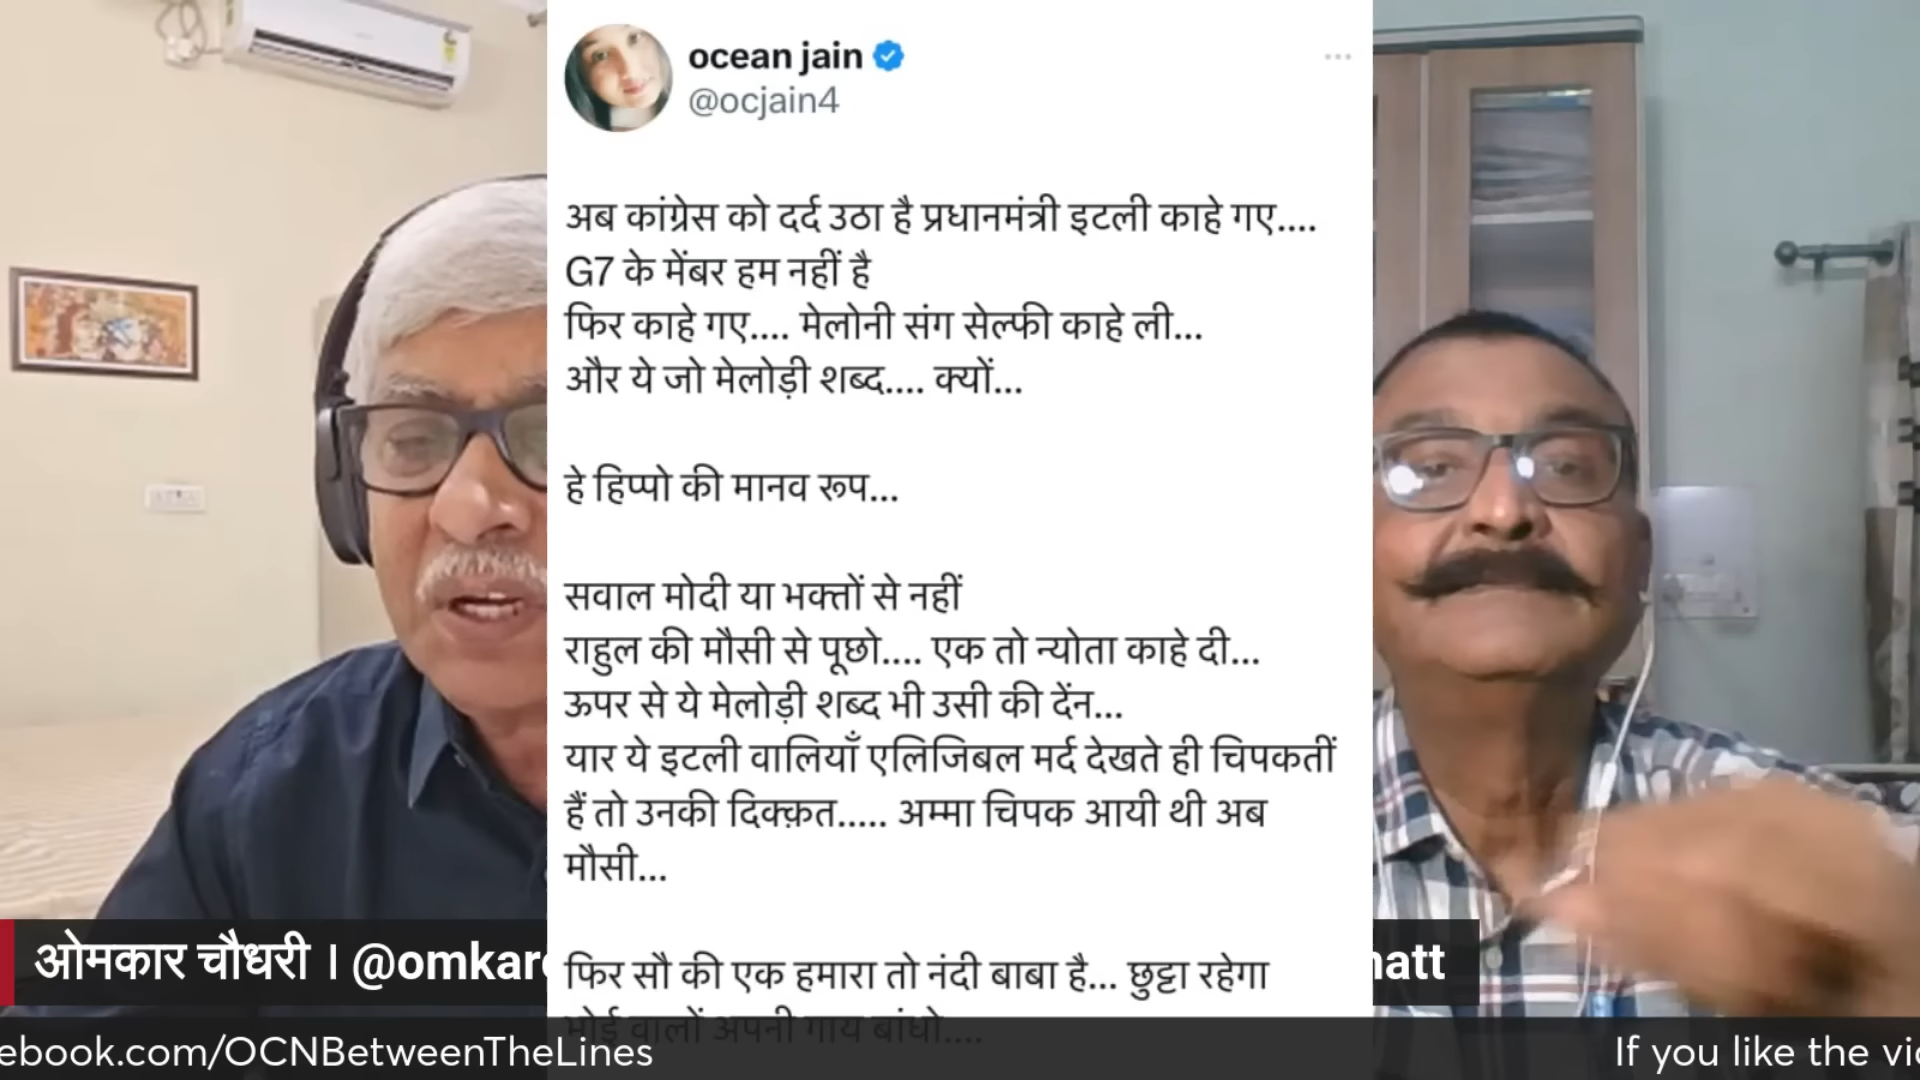 ocean jain
@ocjain4
अब कांग्रेस को दर्द उठा है प्रधानमंत्री इटली काहे गए....
G7 के मेंबर हम नहीं है
फिर काहे गए.... मेलोनी संग सेल्फी काहे ली...
और ये जो मेलोड़ी शब्द.... क्यों...
हे हिप्पो की मानव रूप...
सवाल मोदी या भक्तों से नहीं
राहुल की मौसी से पूछो.... एक तो न्योता काहे दी...
ऊपर से ये मेलोड़ी शब्द भी उसी की देंन...
यार ये इटली वालियाँ एलिजिबल मर्द देखते ही चिपकतीं
हैं तो उनकी दिक्क़त..... अम्मा चिपक आयी थी अब
मौसी...
फिर सौ की एक हमारा तो नंदी बाबा है... छुट्टा रहेगा
भोई वालों अपनी गाय बांधो....
ओमकार चौधरी । @omkar
hatt
ebook.com/OCNBetweenTheLines
If you like the vi